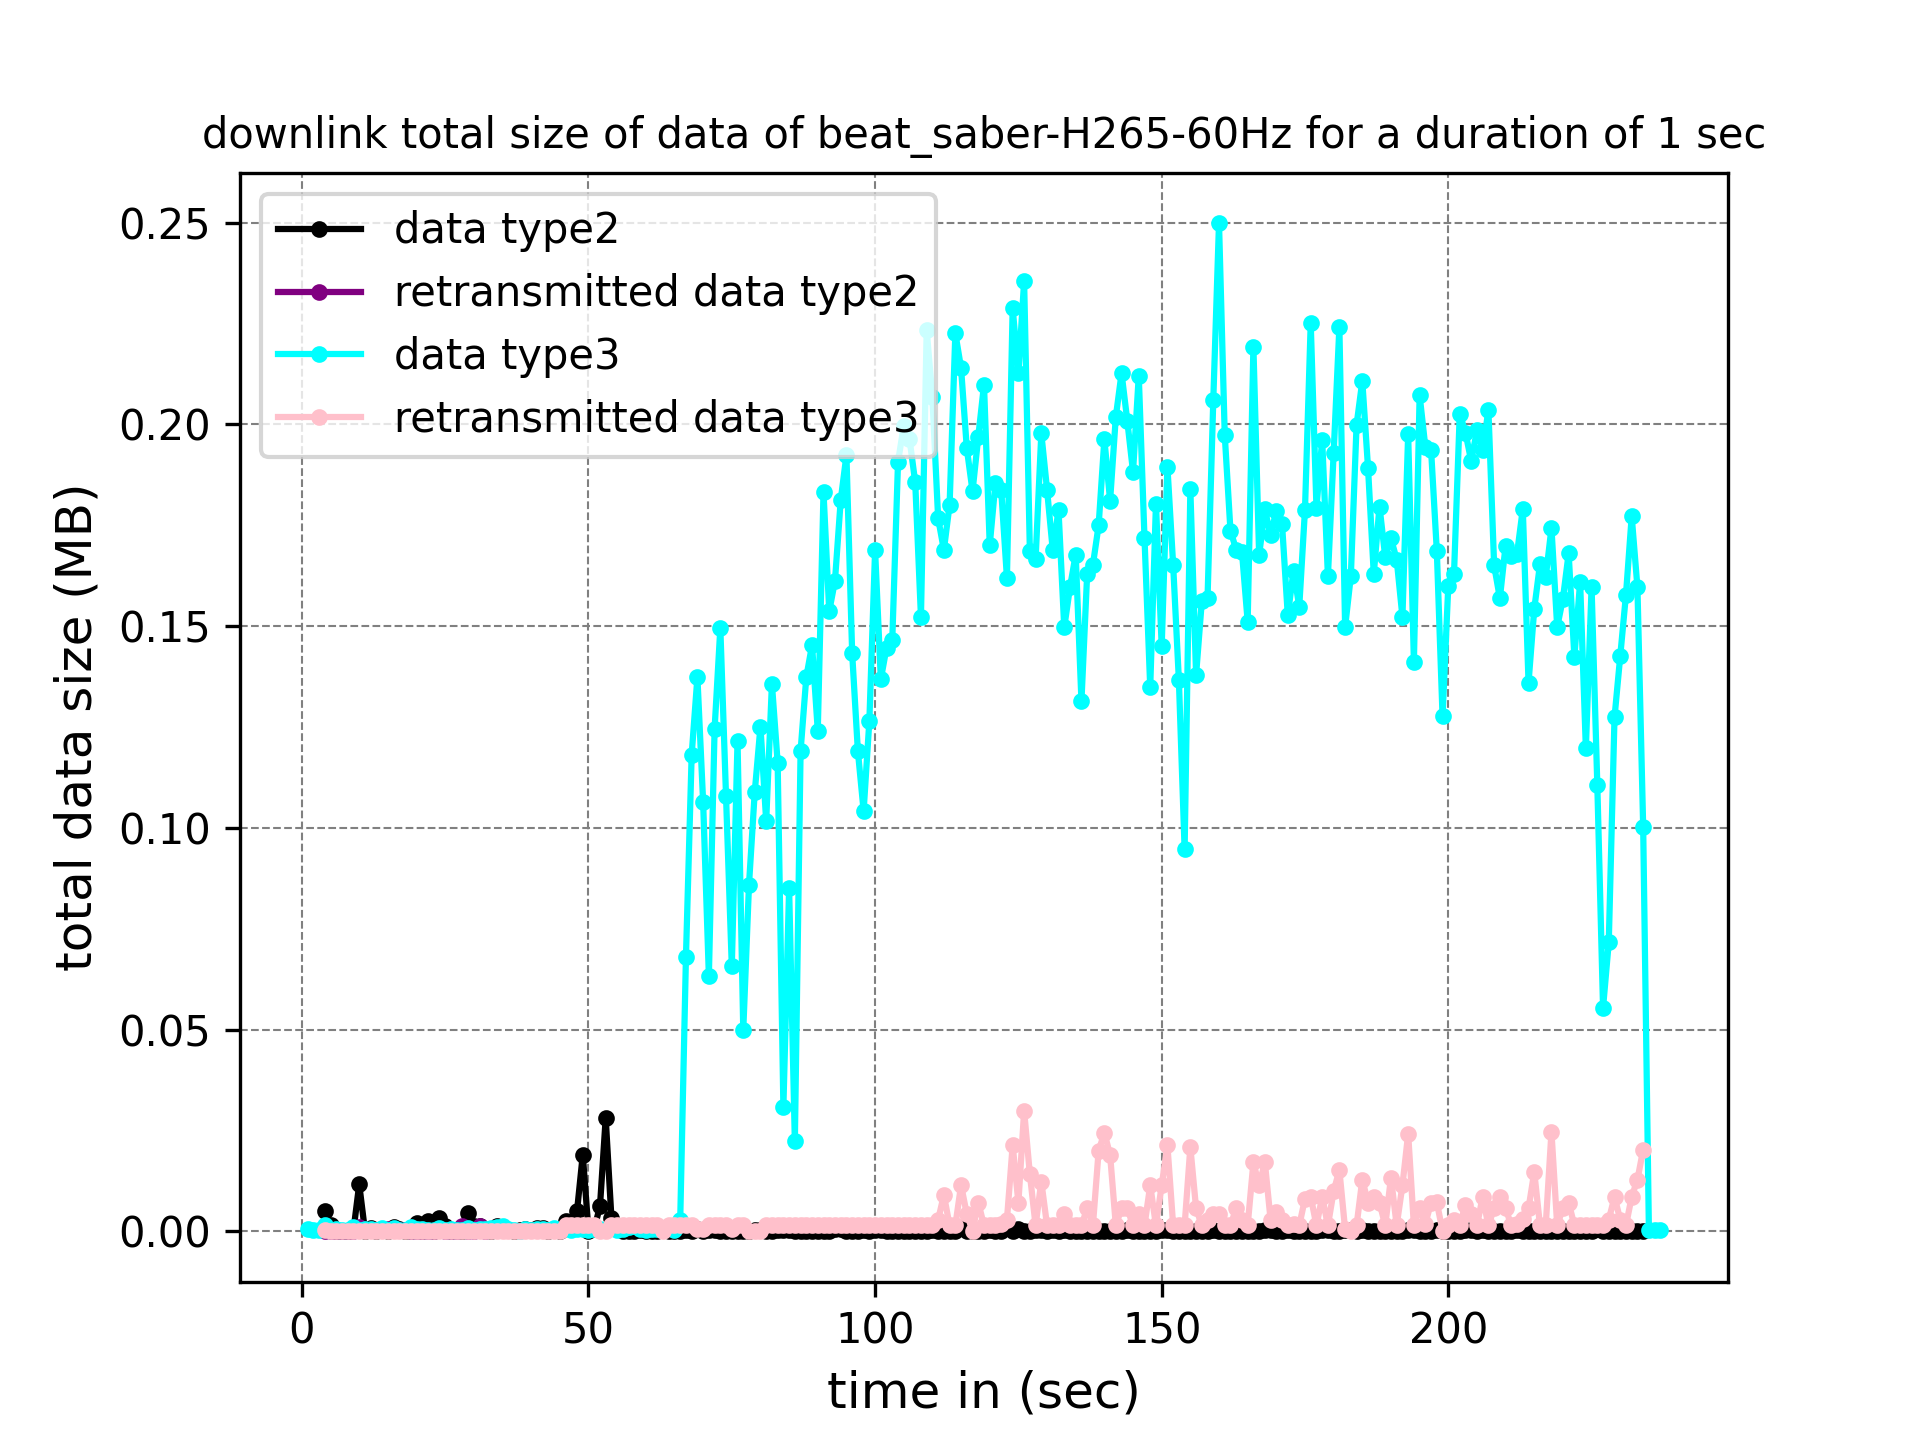 downlink total size of data of beat_saber-H265-60Hz for a duration of 1 sec
data type2
retransmitted data type2
data type3
retransmitted data type3
total data size (MB)
0.25
0.20
0.15
0.10
0.05
0.00
0 50 100 150 200
time in (sec)